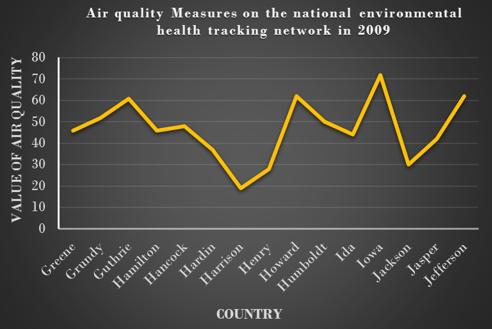 Air quality Measures on the national environmental
health tracking network in 2009
VALUE OF AIR QUALITY
80
70
60
50
40
30
20
10
0
Greene
Grundy
Guthrie
Hamilton
Hancock
Hardin
Harrison
Henry
Howard
Humboldt
Ida
Iowa
Jackson
Jasper
Jefferson
COUNTRY